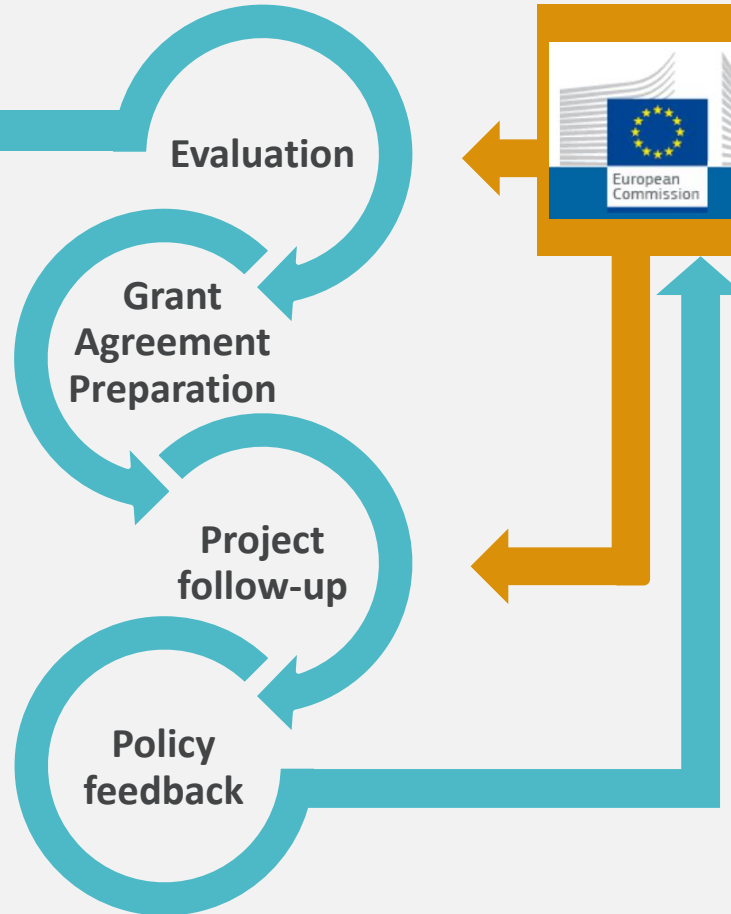 Evaluation
European
Commission
Grant
Agreement
Preparation
Project
follow-up
Policy
feedback